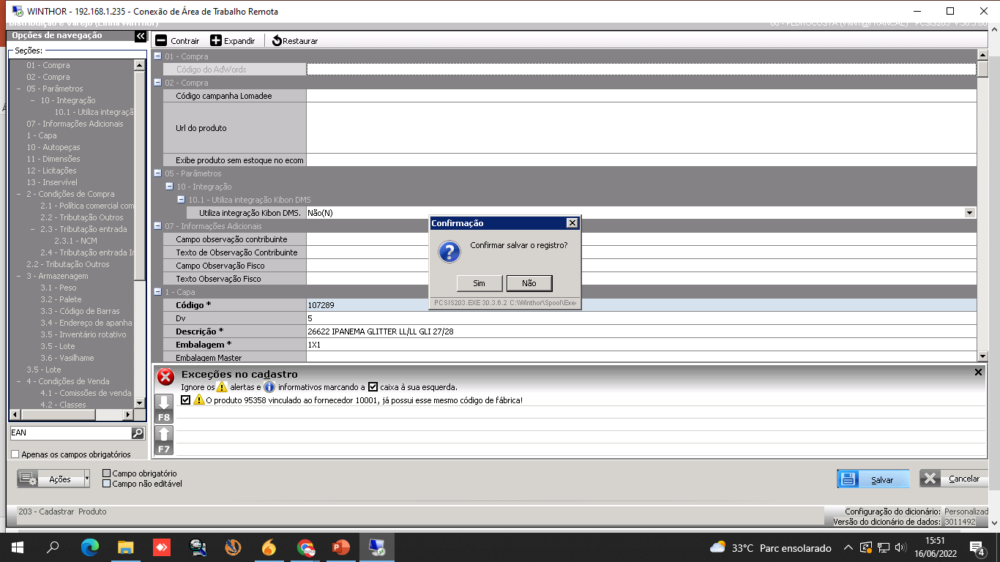 WINTHOR - 192.168.1.235 - Conexão de Área de Trabalho Remota
Distribuição e Varejo (Linha WinThor)
Opções de navegação
Seções:
01 - Compra
02 - Compra
05 - Parâmetros
10 - Integração
10.1 - Utiliza integraçã
07 - Informações Adicionais
1 - Capa
10 - Autopeças
11 - Dimensões
12 - Licitações
13 - Inservível
2 - Condições de Compra
2.1 - Política comercial com
2.2 - Tributação Outros
2.3 - Tributação entrada
2.3.1 - NCM
2.4 - Tributação entrada In
2.2 - Tributação Outros
3 - Armazenagem
3.1 - Peso
3.2 - Palete
3.3 - Código de Barras
3.4 - Endereço de apanha
3.5 - Inventário rotativo
3.5 - Lote
3.6 - Vasilhame
3.5 - Lote
4 - Condições de Venda
4.1 - Comissões de venda
4.2 - Classes
EAN
Apenas os campos obrigatórios
Contrair Expandir Restaurar
01 - Compra
Código do AdWords
02 - Compra
Código campanha Lomadee
Url do produto
Exibe produto sem estoque no ecom
05 - Parâmetros
10 - Integração
10.1 - Utiliza integração Kibon DMS
Utiliza integração Kibon DMS. Não(N)
07 - Informações Adicionais
Campo observação contribuinte
Texto de Observação Contribuinte
Campo Observação Fisco
Texto Observação Fisco
1 - Capa
Código * 107289
Dv 5
Descrição * 26622 IPANEMA GLITTER LL/LL GLI 27/28
Embalagem * 1X1
Embalagem Master
Confirmação
Confirmar salvar o registro?
Sim Não
PCSIS203.EXE 30.3.6.2 C:\Winthor\Spool\Exe
Exceções no cadastro
Ignore os alertas e informativos marcando a caixa à sua esquerda.
O produto 95358 vinculado ao fornecedor 10001, já possui esse mesmo código de fábrica!
F8
F7
Ações
Campo obrigatório
Campo não editável
Salvar
Cancelar
203 - Cadastrar Produto
Configuração do dicionário: Personalizad
Versão do dicionário de dados: 3011492
33°C Parc ensolarado
15:51
16/06/2022
4